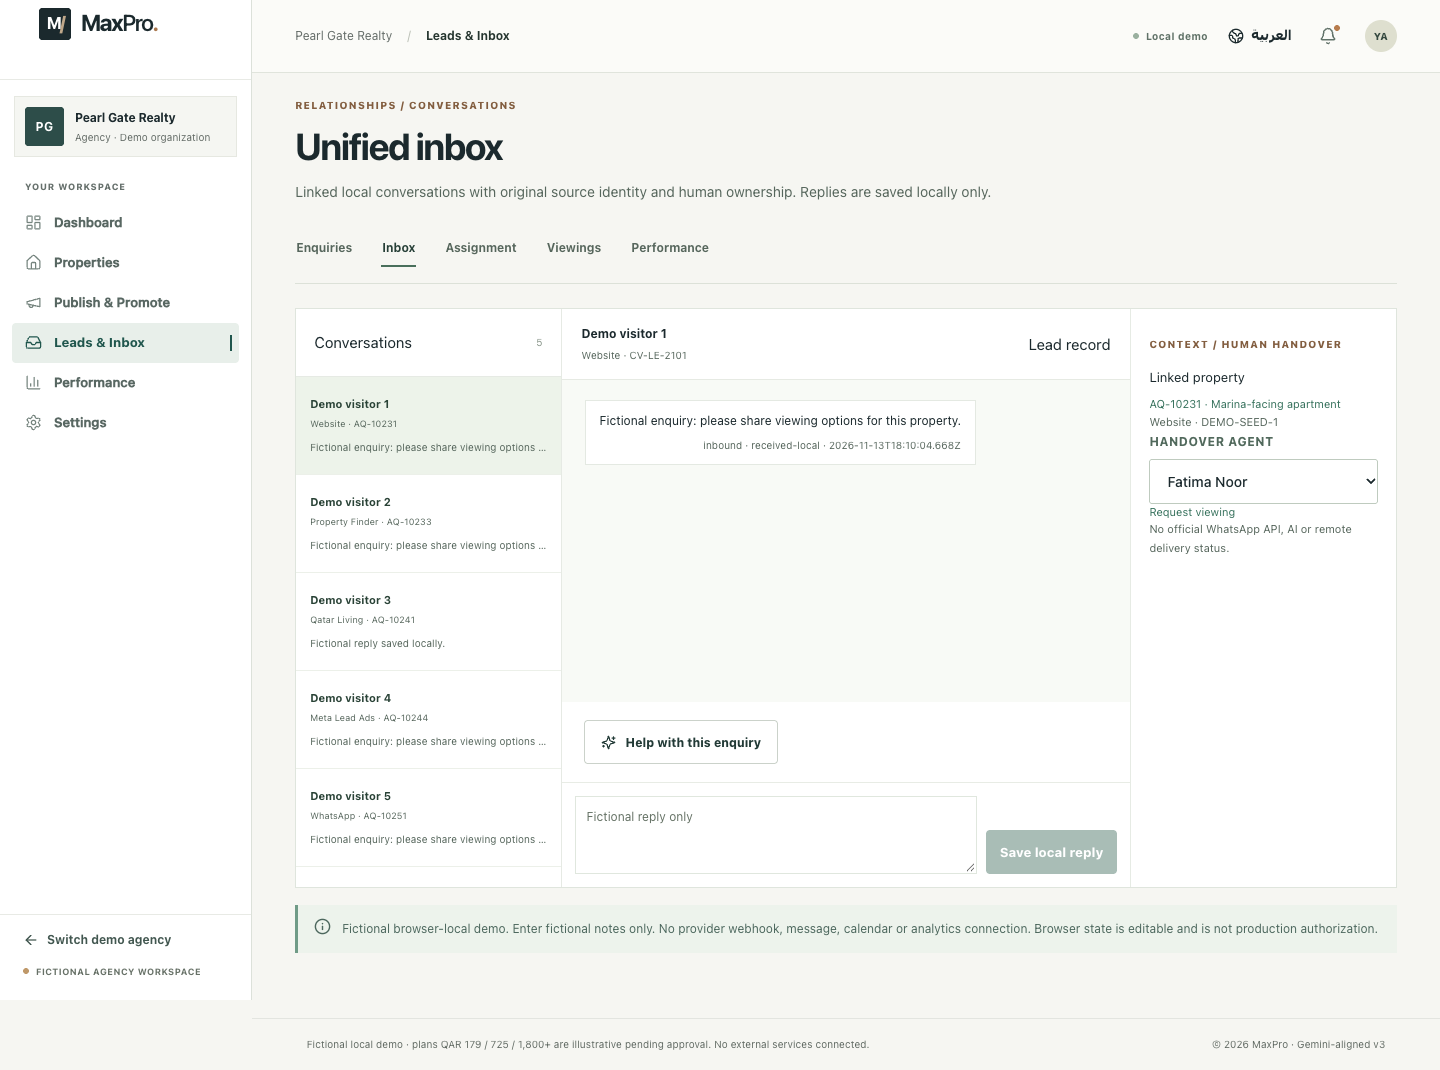 M/ MaxPro.
PG
Pearl Gate Realty
Agency · Demo organization
YOUR WORKSPACE
Dashboard
Properties
Publish & Promote
Leads & Inbox
Performance
Settings
Switch demo agency
FICTIONAL AGENCY WORKSPACE
Pearl Gate Realty / Leads & Inbox
Local demo
العربية
YA
RELATIONSHIPS / CONVERSATIONS
Unified inbox
Linked local conversations with original source identity and human ownership. Replies are saved locally only.
Enquiries Inbox Assignment Viewings Performance
Conversations 5
Demo visitor 1
Website · AQ-10231
Fictional enquiry: please share viewing options ...
Demo visitor 2
Property Finder · AQ-10233
Fictional enquiry: please share viewing options ...
Demo visitor 3
Qatar Living · AQ-10241
Fictional reply saved locally.
Demo visitor 4
Meta Lead Ads · AQ-10244
Fictional enquiry: please share viewing options ...
Demo visitor 5
WhatsApp · AQ-10251
Fictional enquiry: please share viewing options ...
Demo visitor 1
Website · CV-LE-2101
Lead record
Fictional enquiry: please share viewing options for this property.
inbound · received-local · 2026-11-13T18:10:04.668Z
Help with this enquiry
Fictional reply only
Save local reply
CONTEXT / HUMAN HANDOVER
Linked property
AQ-10231 · Marina-facing apartment
Website · DEMO-SEED-1
HANDOVER AGENT
Fatima Noor
Request viewing
No official WhatsApp API, AI or remote
delivery status.
Fictional browser-local demo. Enter fictional notes only. No provider webhook, message, calendar or analytics connection. Browser state is editable and is not production authorization.
Fictional local demo · plans QAR 179 / 725 / 1,800+ are illustrative pending approval. No external services connected.
© 2026 MaxPro · Gemini-aligned v3